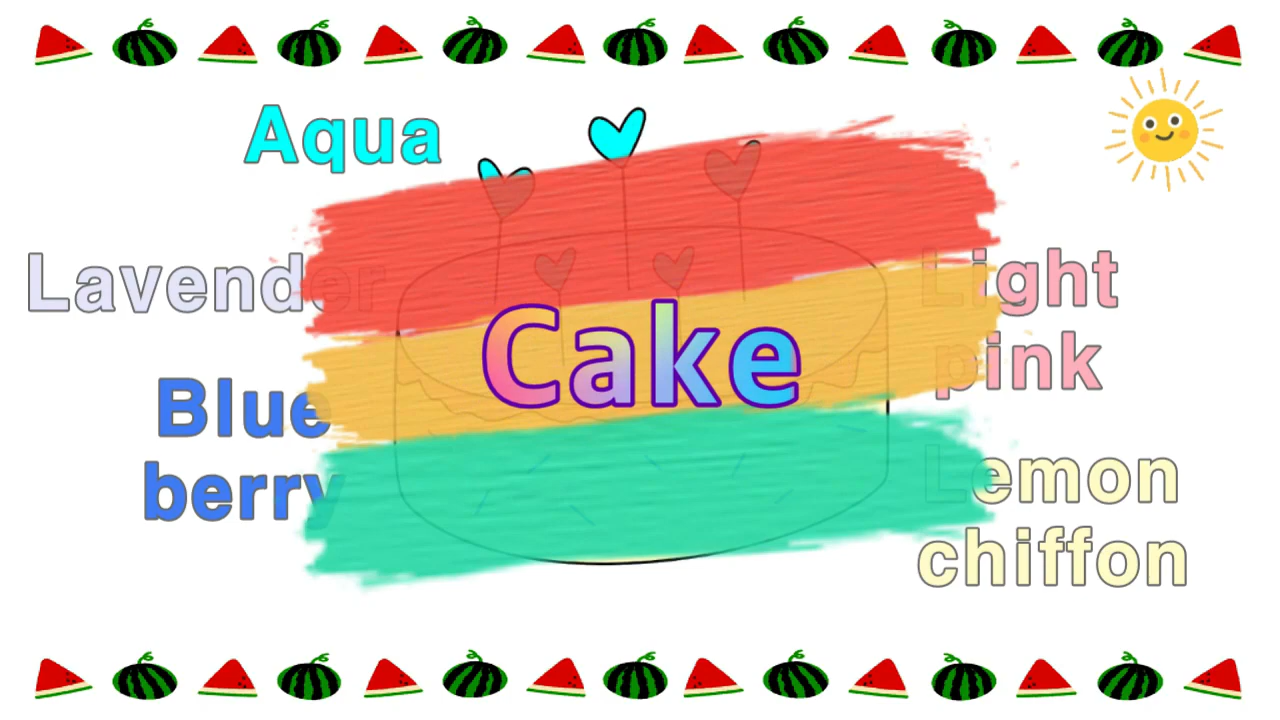 Aqua
Lavender
Light
pink
Cake
Blue
berry
Lemon
chiffon